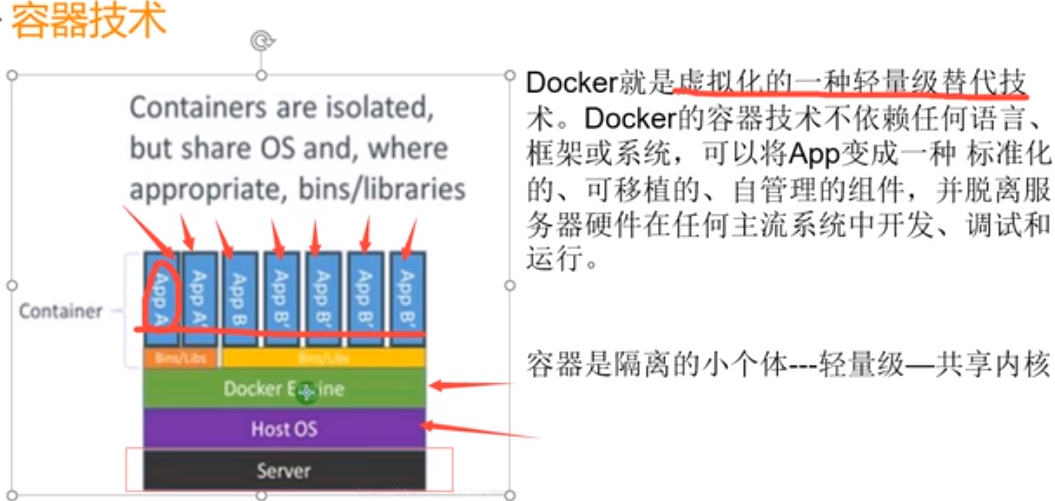 容器技术
Containers are isolated,
but share OS and, where
appropriate, bins/libraries
Container
App A
App A'
App B
App B'
App B'
App B'
App B'
Bins/Libs
Bins/Libs
Docker Engine
Host OS
Server
Docker就是虚拟化的一种轻量级替代技
术。Docker的容器技术不依赖任何语言、
框架或系统，可以将App变成一种 标准化
的、可移植的、自管理的组件，并脱离服
务器硬件在任何主流系统中开发、调试和
运行。
容器是隔离的小个体---轻量级—共享内核